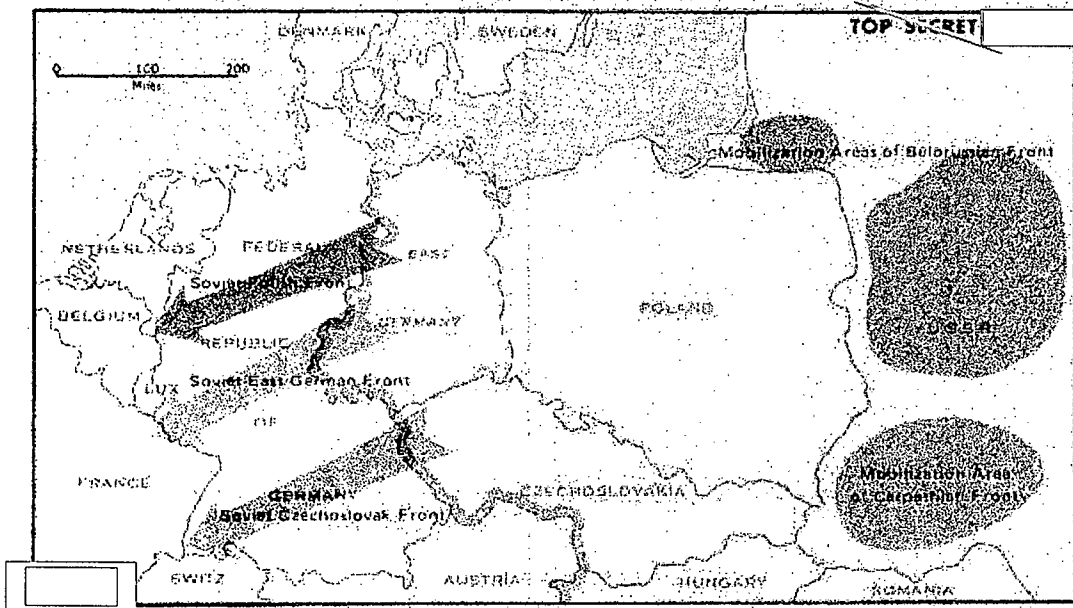 TOP SECRET
DENMARK
SWEDEN
0 100 200
Miles
Mobilization Areas of Belorussian Front
NETHERLANDS
FEDERAL
EAST
Soviet-Polish Front
BELGIUM
GERMANY
POLAND
U.S.S.R.
REPUBLIC
LUX
Soviet-East German Front
OF
FRANCE
GERMANY
CZECHOSLOVAKIA
Mobilization Area
of Carpathian Front
Soviet-Czechoslovak Front
SWITZ
AUSTRIA
HUNGARY
ROMANIA